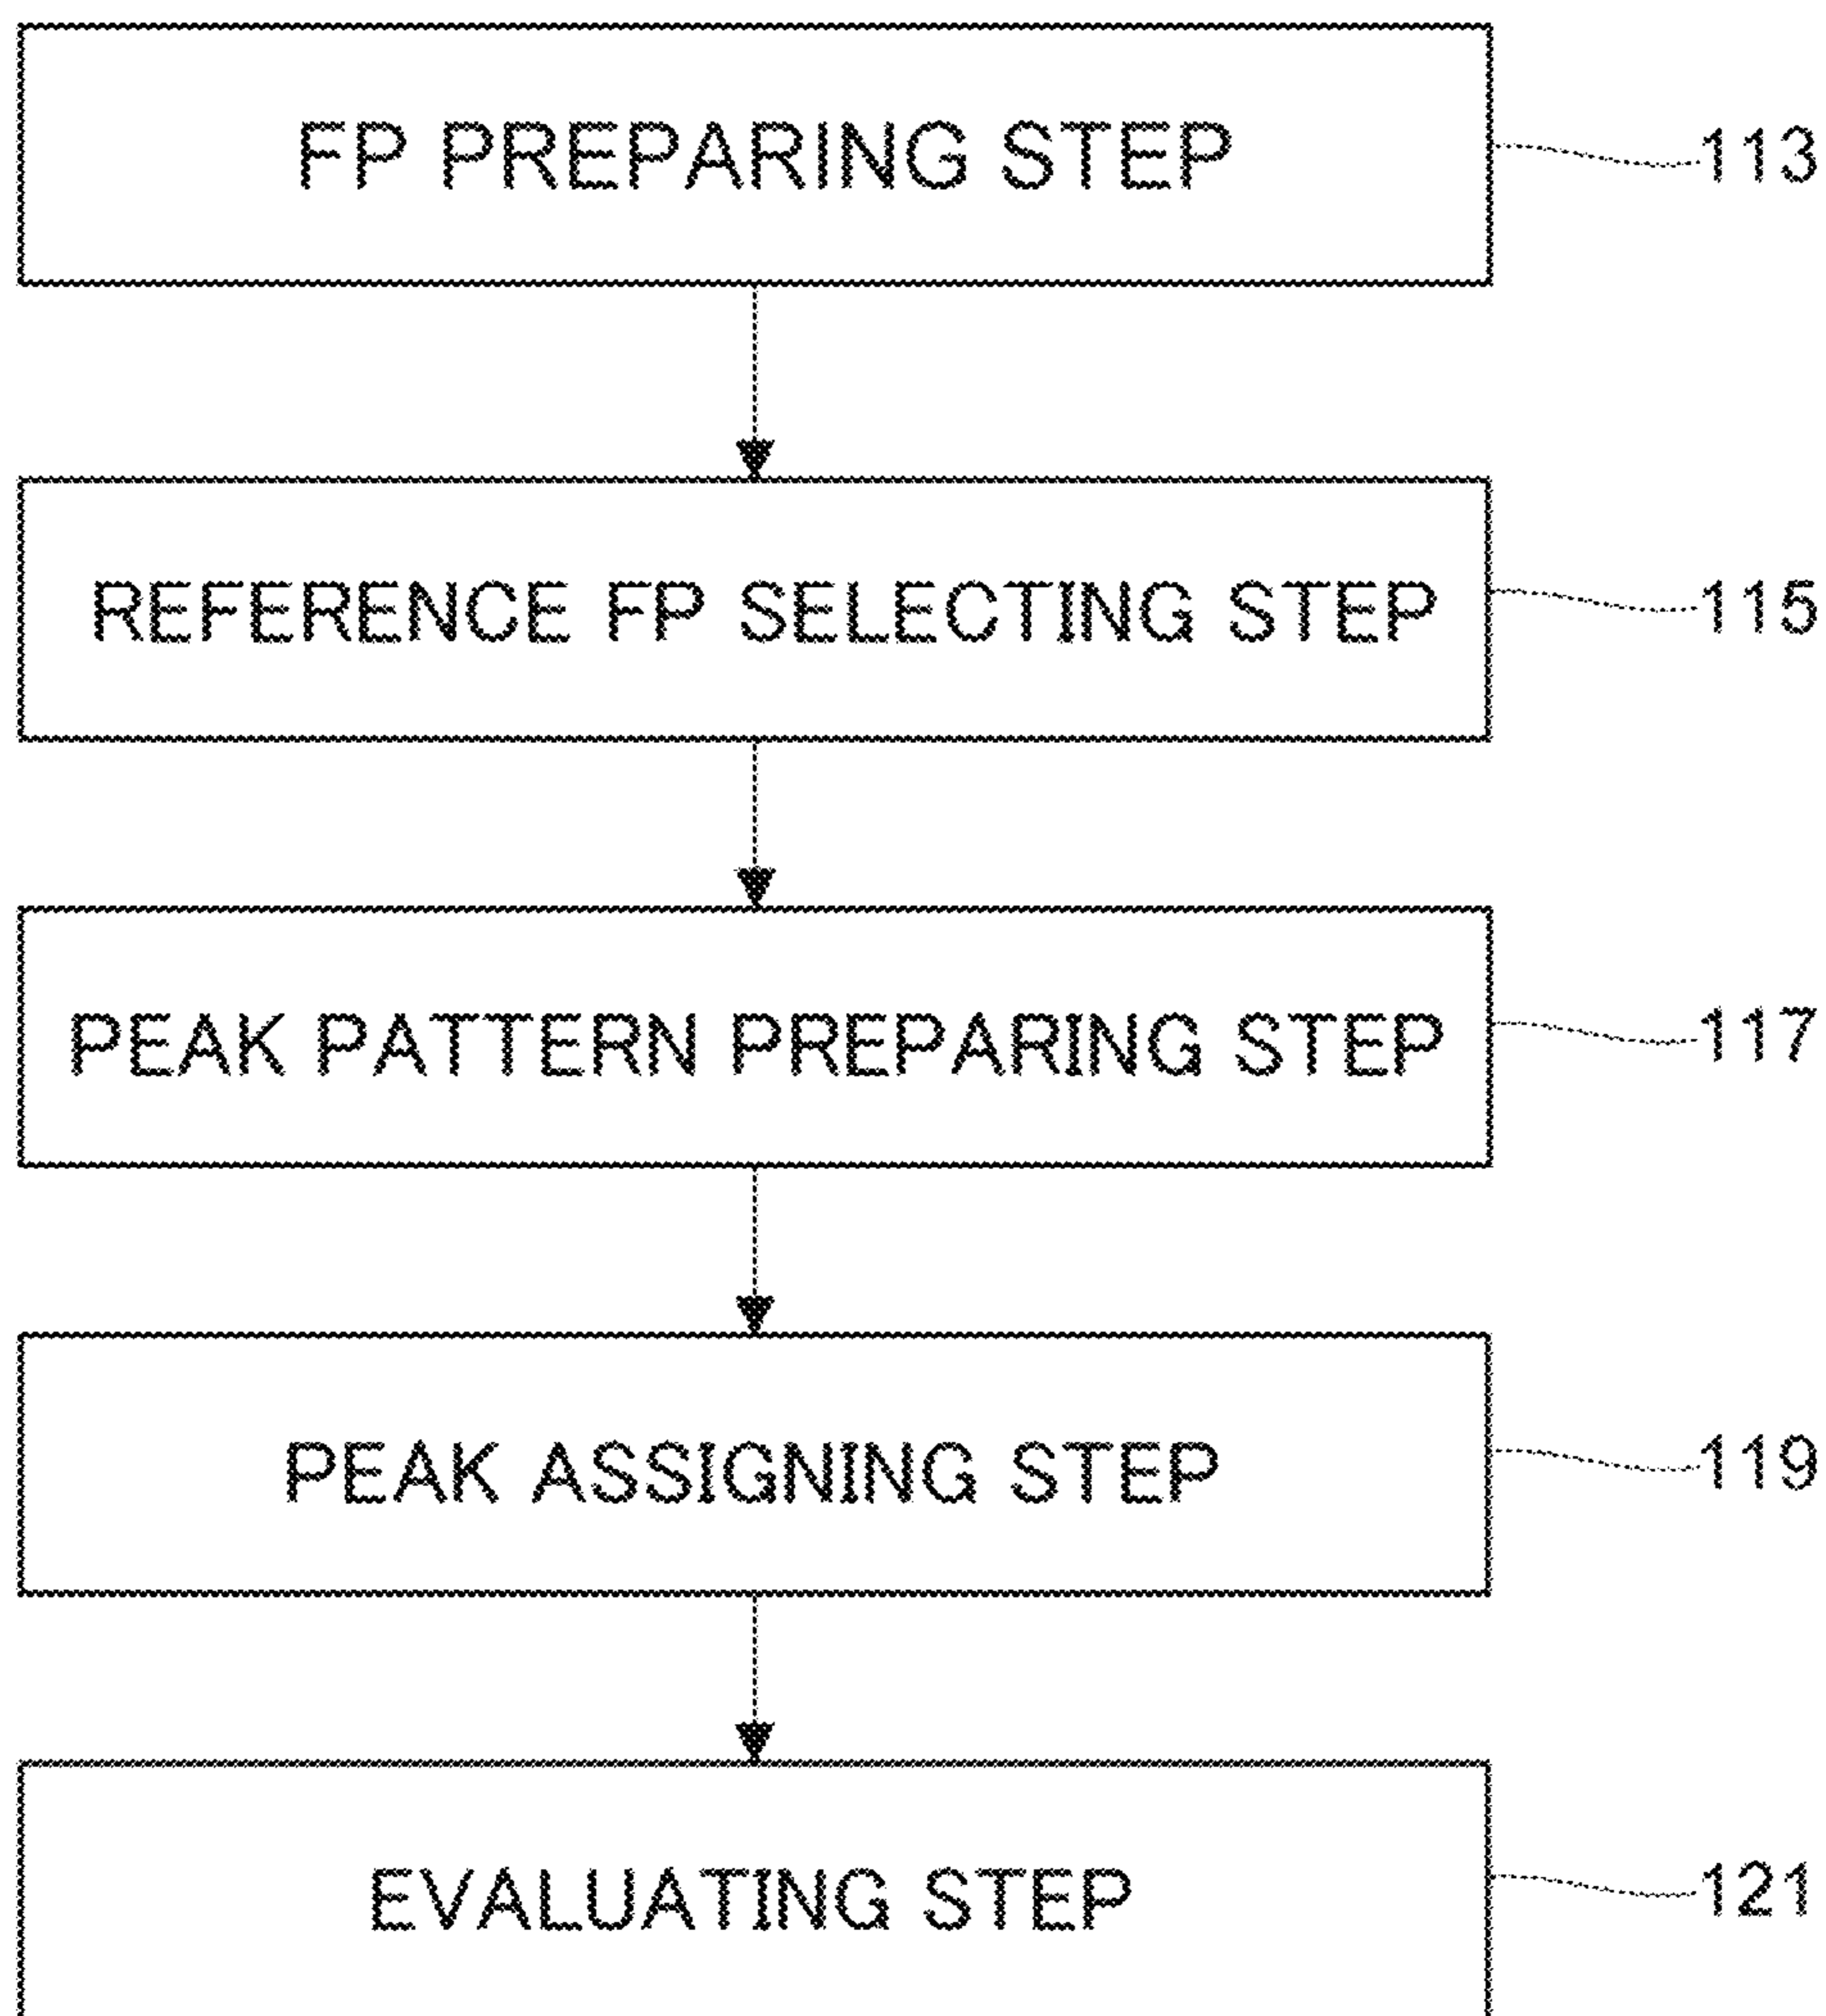 FP PREPARING STEP
113
REFERENCE FP SELECTING STEP
115
PEAK PATTERN PREPARING STEP
117
PEAK ASSIGNING STEP
119
EVALUATING STEP
121